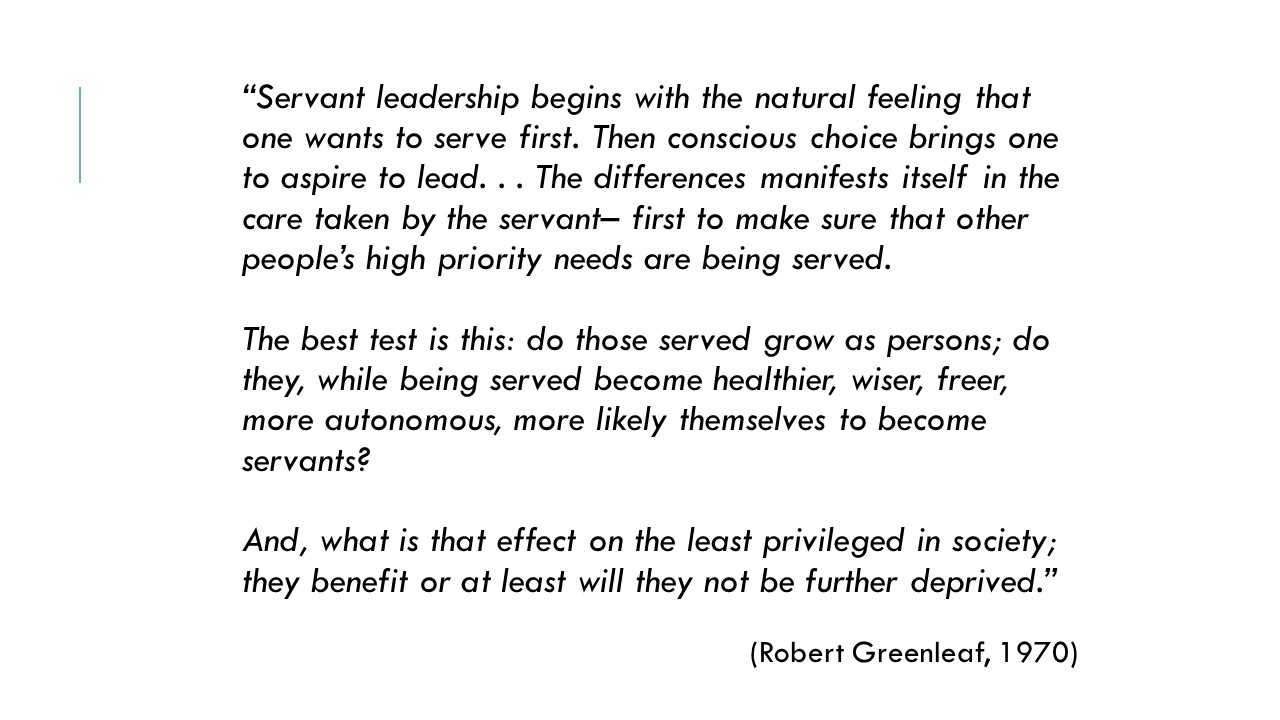 “Servant leadership begins with the natural feeling that
one wants to serve first. Then conscious choice brings one
to aspire to lead. . . The differences manifests itself in the
care taken by the servant– first to make sure that other
people’s high priority needs are being served.
The best test is this: do those served grow as persons; do
they, while being served become healthier, wiser, freer,
more autonomous, more likely themselves to become
servants?
And, what is that effect on the least privileged in society;
they benefit or at least will they not be further deprived.”
(Robert Greenleaf, 1970)